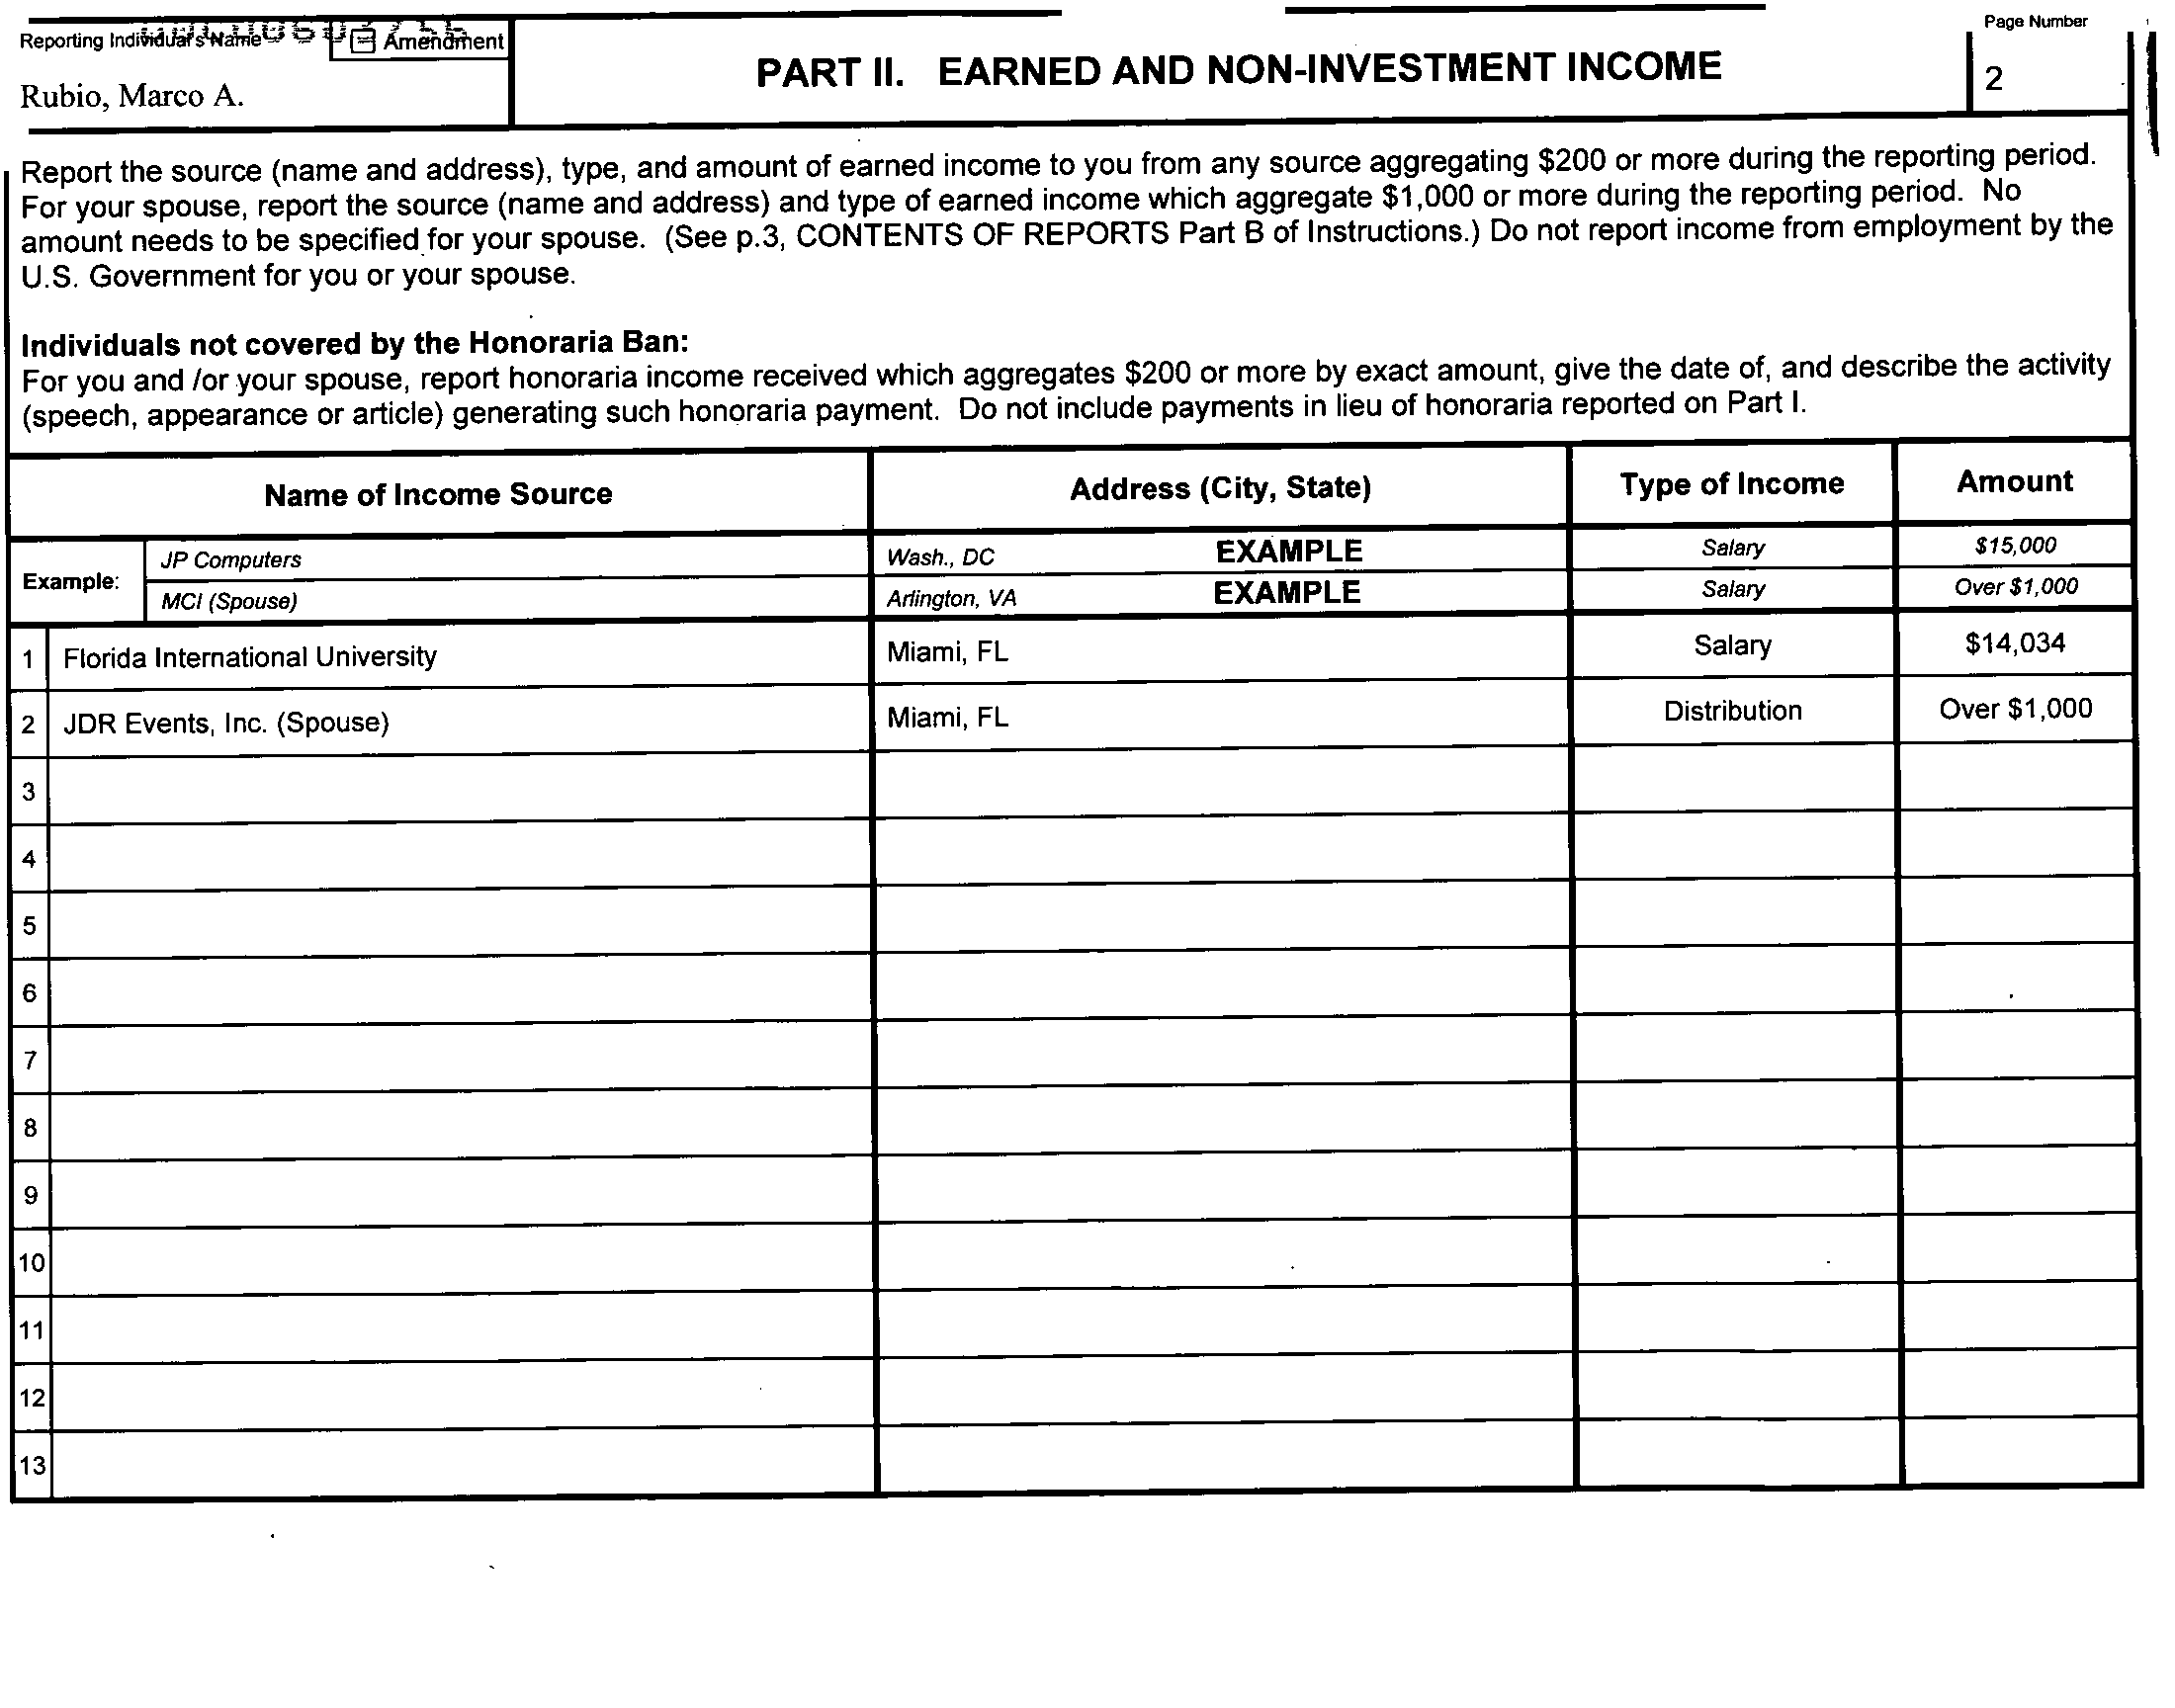 Reporting Individual's Name
Amendment
Rubio, Marco A.
PART II. EARNED AND NON-INVESTMENT INCOME
Page Number
2
Report the source (name and address), type, and amount of earned income to you from any source aggregating $200 or more during the reporting period.
For your spouse, report the source (name and address) and type of earned income which aggregate $1,000 or more during the reporting period. No
amount needs to be specified for your spouse. (See p.3, CONTENTS OF REPORTS Part B of Instructions.) Do not report income from employment by the
U.S. Government for you or your spouse.
Individuals not covered by the Honoraria Ban:
For you and /or your spouse, report honoraria income received which aggregates $200 or more by exact amount, give the date of, and describe the activity
(speech, appearance or article) generating such honoraria payment. Do not include payments in lieu of honoraria reported on Part I.
Name of Income Source Address (City, State) Type of Income Amount
Example:
JP Computers Wash., DC EXAMPLE Salary $15,000
MCI (Spouse) Arlington, VA EXAMPLE Salary Over $1,000
1 Florida International University Miami, FL Salary $14,034
2 JDR Events, Inc. (Spouse) Miami, FL Distribution Over $1,000
3
4
5
6
7
8
9
10
11
12
13